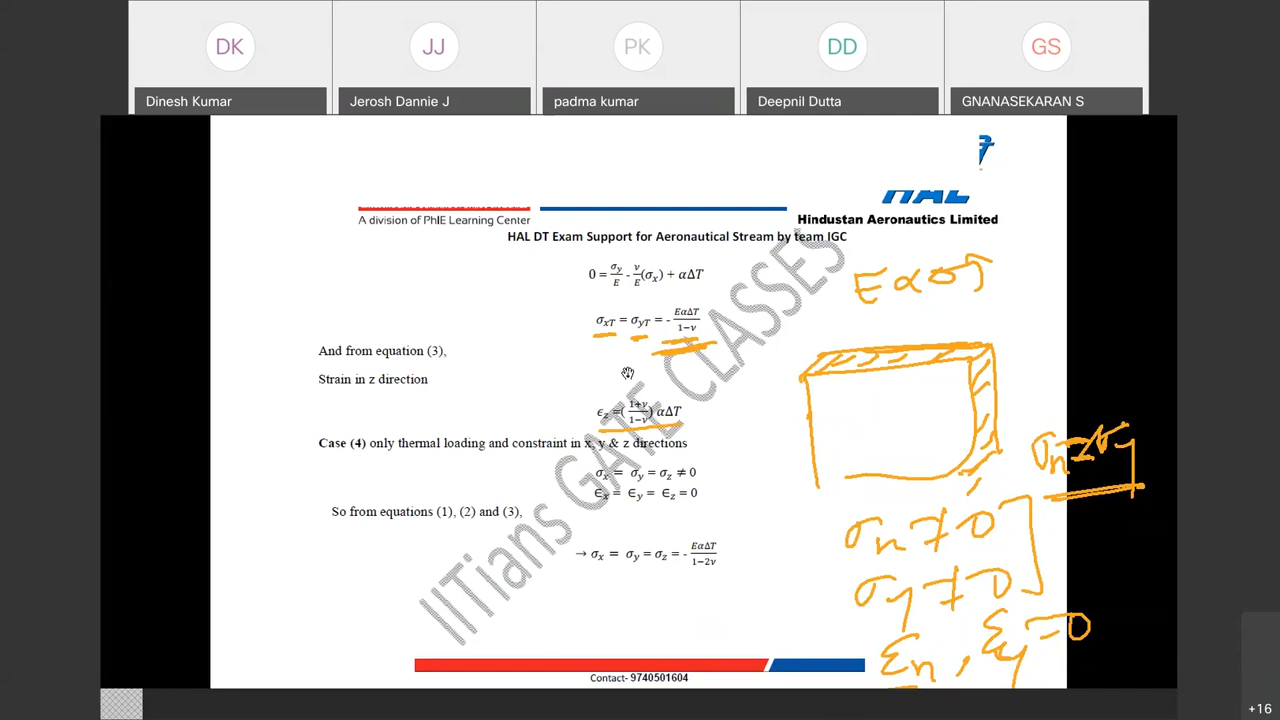 DK
JJ
PK
DD
GS
Dinesh Kumar
Jerosh Dannie J
padma kumar
Deepnil Dutta
GNANASEKARAN S
HAL
A division of PhIE Learning Center
Hindustan Aeronautics Limited
HAL DT Exam Support for Aeronautical Stream by team IGC
0 = σy/E - ν/E(σx) + αΔT
E ∝ σ
σxT = σyT = - EαΔT/1−ν
And from equation (3),
Strain in z direction
ϵz =(1+ν/1−ν) αΔT
Case (4) only thermal loading and constraint in x, y & z directions
σx = σy = σz ≠ 0
∈x = ∈y = ∈z = 0
So from equations (1), (2) and (3),
→ σx = σy = σz = - EαΔT/1−2ν
σx = σy
σx ≠ 0
σy ≠ 0
εx , εy = 0
IITians GATE CLASSES
Contact- 9740501604
+16